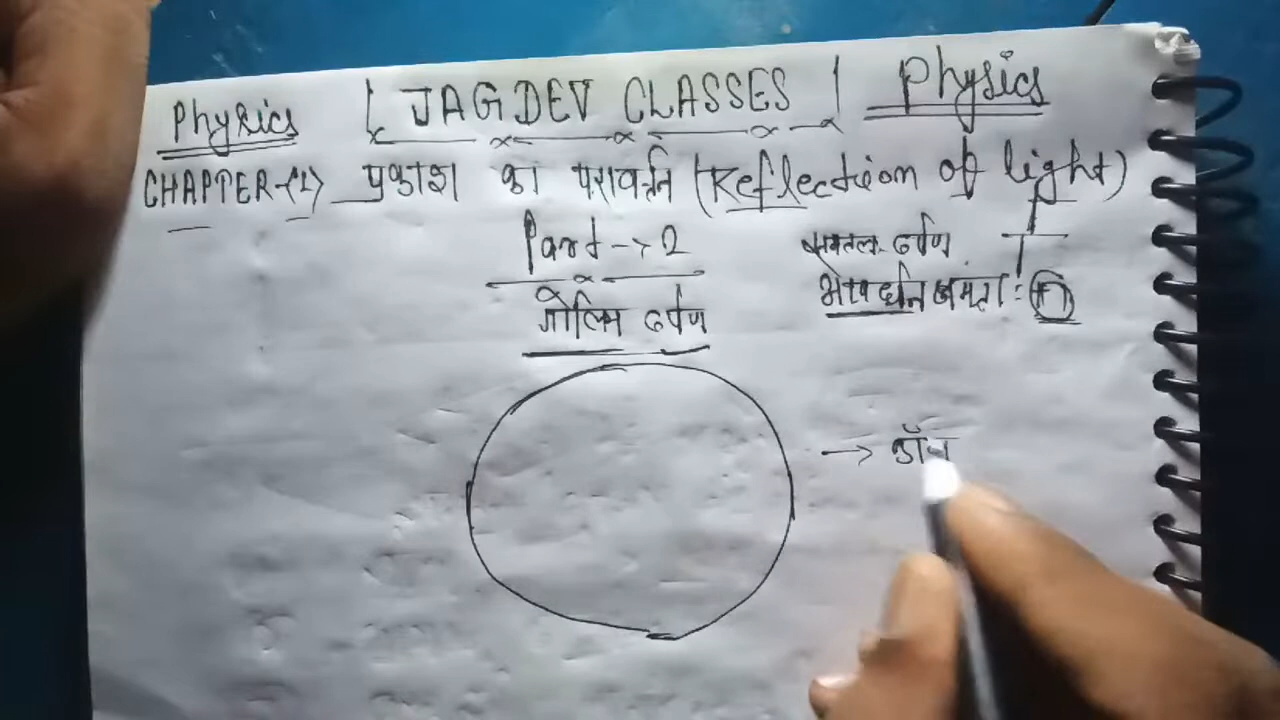 Physics [ JAGDEV CLASSES ] Physics
CHAPTER-(1) प्रकाश का परावर्तन (Reflection of light)
Part → 2
समतल दर्पण
आवर्धन क्षमता :
गोलिय दर्पण
→